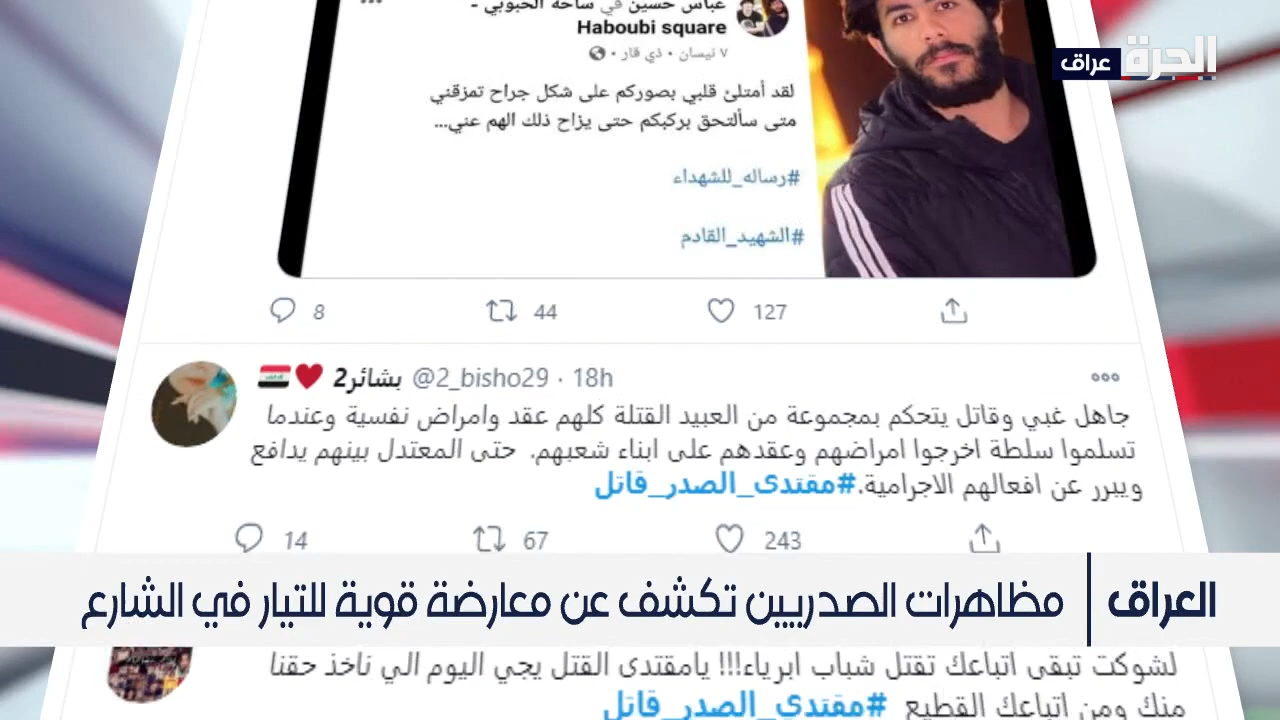 عباس حسين في ساحة الحبوبي -
Haboubi square
٧ نيسان · ذي قار ·
لقد أمتلئ قلبي بصوركم على شكل جراح تمزقني
متى سألتحق بركبكم حتى يزاح ذلك الهم عني...
#رساله_للشهداء
#الشهيد_القادم
الحرة
عراق
8 44 127
بشائر2 @2_bisho29 · 18h
جاهل غبي وقاتل يتحكم بمجموعة من العبيد القتلة كلهم عقد وامراض نفسية وعندما
تسلموا سلطة اخرجوا امراضهم وعقدهم على ابناء شعبهم. حتى المعتدل بينهم يدافع
ويبرر عن افعالهم الاجرامية.#مقتدى_الصدر_قاتل
14 67 243
العراق
مظاهرات الصدريين تكشف عن معارضة قوية للتيار في الشارع
لشوكت تبقى اتباعك تقتل شباب ابرياء!!! يامقتدى القتل يجي اليوم الي ناخذ حقنا
منك ومن اتباعك القطيع #مقتدى_الصدر_قاتل